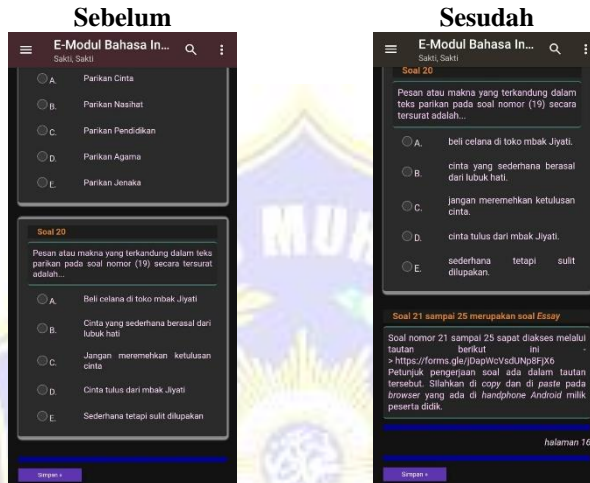 Sebelum
E-Modul Bahasa In...
Sakti, Sakti
A. Parikan Cinta
B. Parikan Nasihat
C. Parikan Pendidikan
D. Parikan Agama
E. Parikan Jenaka
Soal 20
Pesan atau makna yang terkandung dalam teks
parikan pada soal nomor (19) secara tersurat
adalah...
A. Beli celana di toko mbak Jiyati
B. Cinta yang sederhana berasal dari
lubuk hati
C. Jangan meremehkan ketulusan
cinta
D. Cinta tulus dari mbak Jiyati
E. Sederhana tetapi sulit dilupakan
Simpan «
Sesudah
E-Modul Bahasa In...
Sakti, Sakti
Soal 20
Pesan atau makna yang terkandung dalam
teks parikan pada soal nomor (19) secara
tersurat adalah...
A. beli celana di toko mbak Jiyati.
B. cinta yang sederhana berasal
dari lubuk hati.
C. jangan meremehkan ketulusan
cinta.
D. cinta tulus dari mbak Jiyati.
E. sederhana tetapi sulit
dilupakan.
Soal 21 sampai 25 merupakan soal Essay
Soal nomor 21 sampai 25 sapat diakses melalui
tautan berikut ini -
> https://forms.gle/jDapWcVsdUNp8FjX6
Petunjuk pengerjaan soal ada dalam tautan
tersebut. SIlahkan di copy dan di paste pada
browser yang ada di handphone Android milik
peserta didik.
halaman 16
Simpan «
MUH